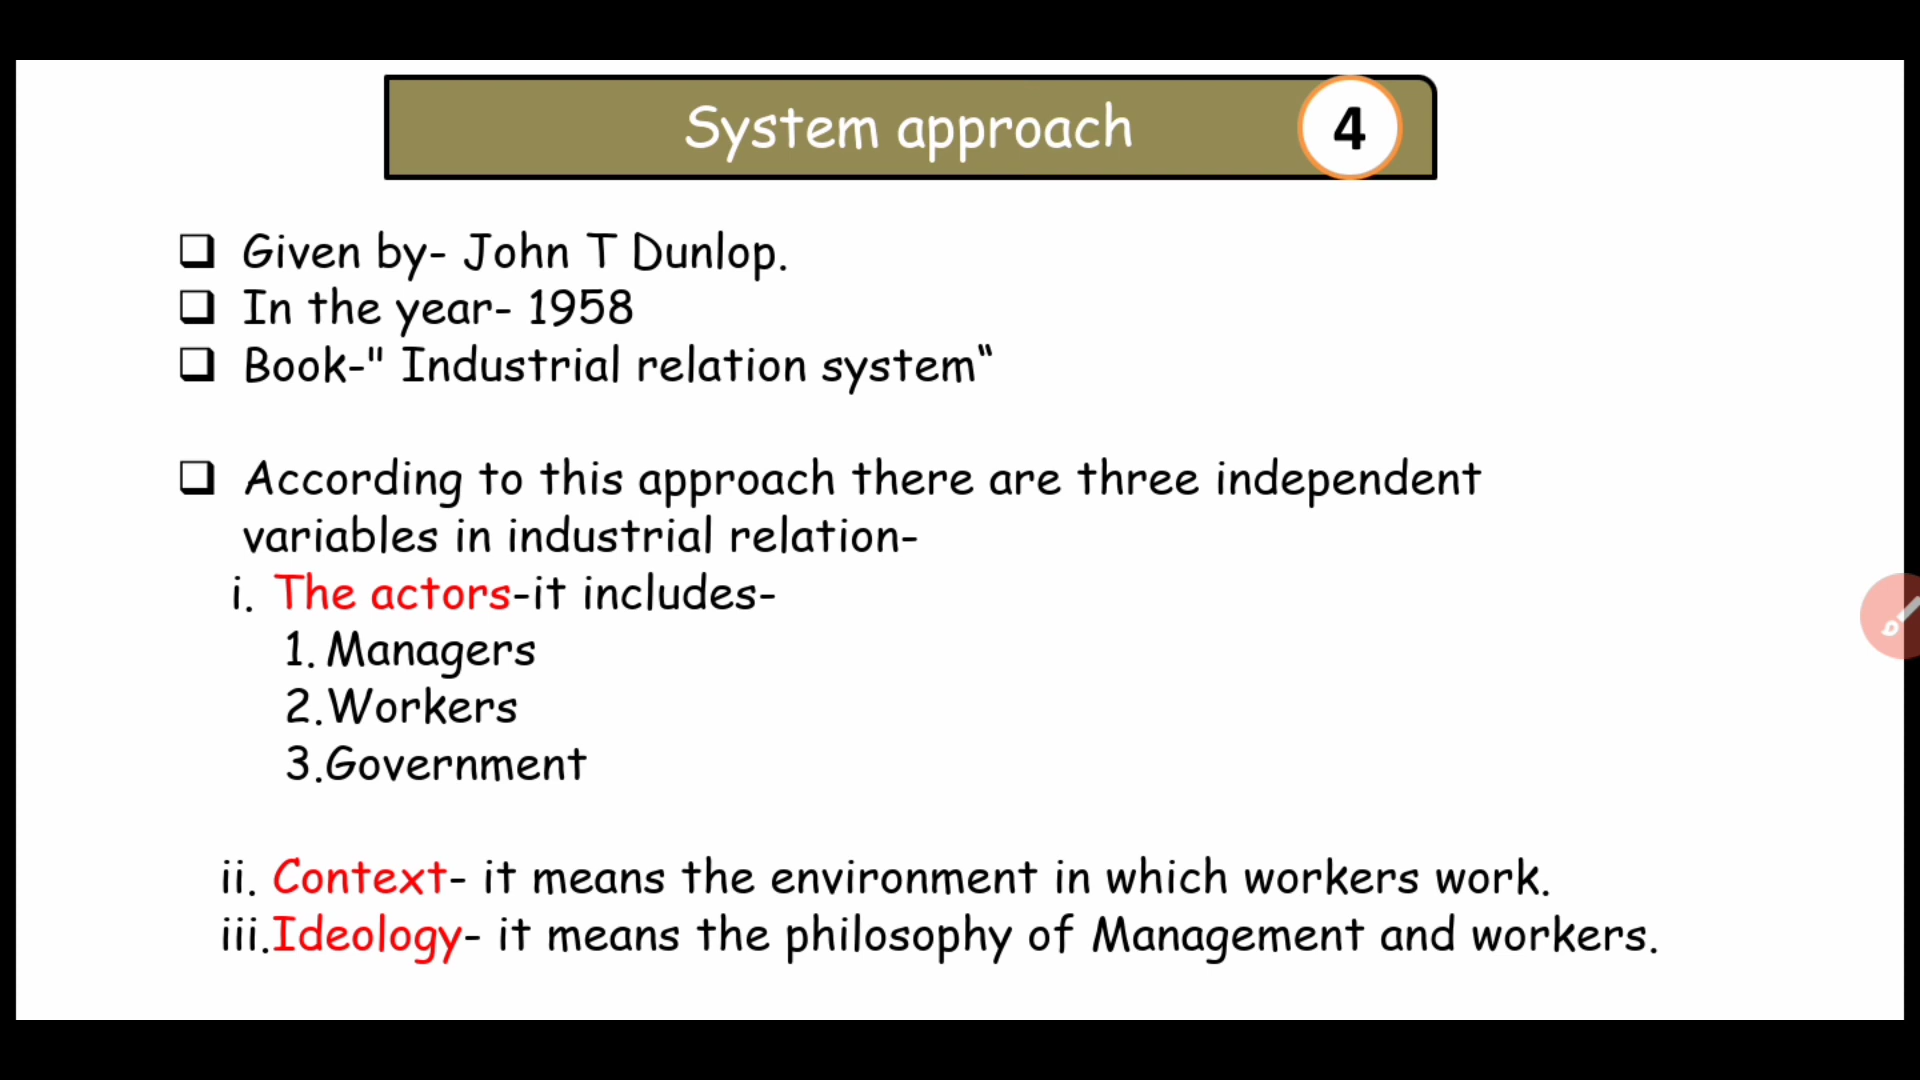 System approach 4
❑ Given by- John T Dunlop.
❑ In the year- 1958
❑ Book-" Industrial relation system“
❑ According to this approach there are three independent
variables in industrial relation-
i. The actors-it includes-
1. Managers
2.Workers
3.Government
ii. Context- it means the environment in which workers work.
iii.Ideology- it means the philosophy of Management and workers.